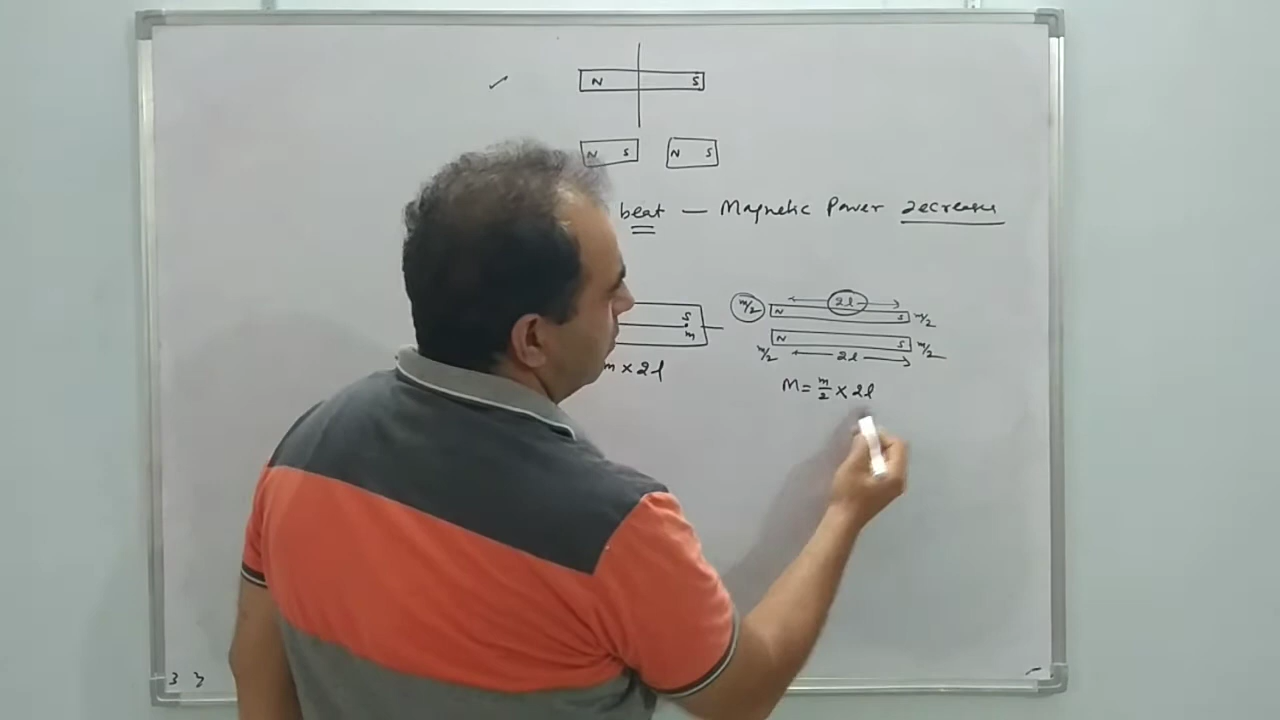 N S
N S N S
beat — Magnetic Power Decreases
m/2 2l
N S m/2
S
N S m/2
m
m/2 2l
m × 2l
M = m/2 × 2l